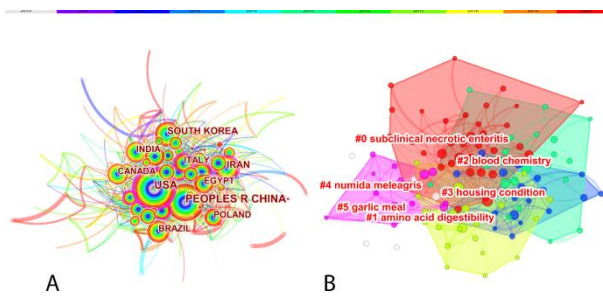 SOUTH KOREA
INDIA
ITALY
IRAN
CANADA
USA
EGYPT
PEOPLES R CHINA
POLAND
BRAZIL
A
#0 subclinical necrotic enteritis
#2 blood chemistry
#4 numida meleagris
#3 housing condition
#5 garlic meal
#1 amino acid digestibility
B